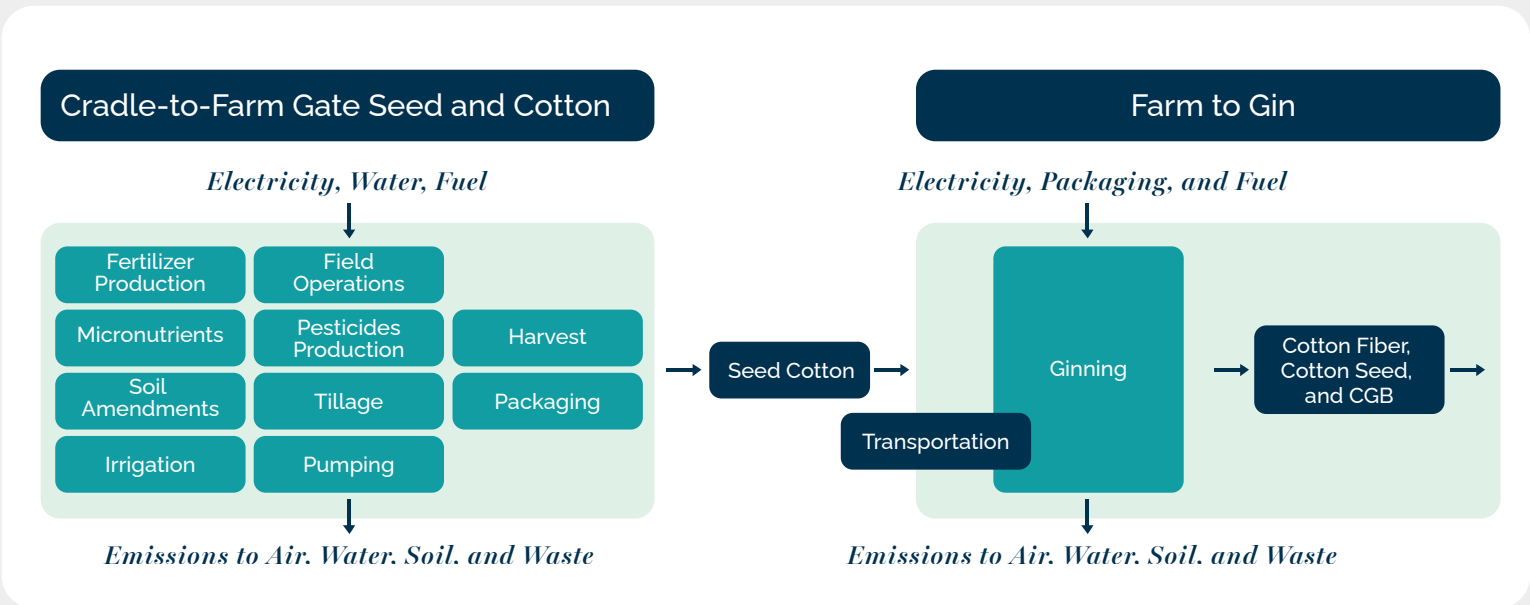 Cradle-to-Farm Gate Seed and Cotton
Farm to Gin
Electricity, Water, Fuel
Electricity, Packaging, and Fuel
Fertilizer
Production
Field
Operations
Micronutrients
Pesticides
Production
Harvest
Soil
Amendments
Tillage
Packaging
Irrigation
Pumping
Seed Cotton
Transportation
Ginning
Cotton Fiber,
Cotton Seed,
and CGB
Emissions to Air, Water, Soil, and Waste
Emissions to Air, Water, Soil, and Waste